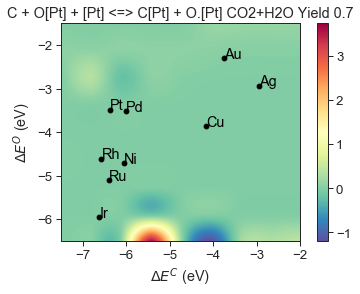 C + O[Pt] + [Pt] <=> C[Pt] + O.[Pt] CO2+H2O Yield 0.7
−2
−3
−4
−5
−6
ΔE^O (eV)
Au
Ag
Pt
Pd
Cu
Rh
Ni
Ru
Ir
−7
−6
−5
−4
−3
−2
ΔE^C (eV)
3
2
1
0
−1